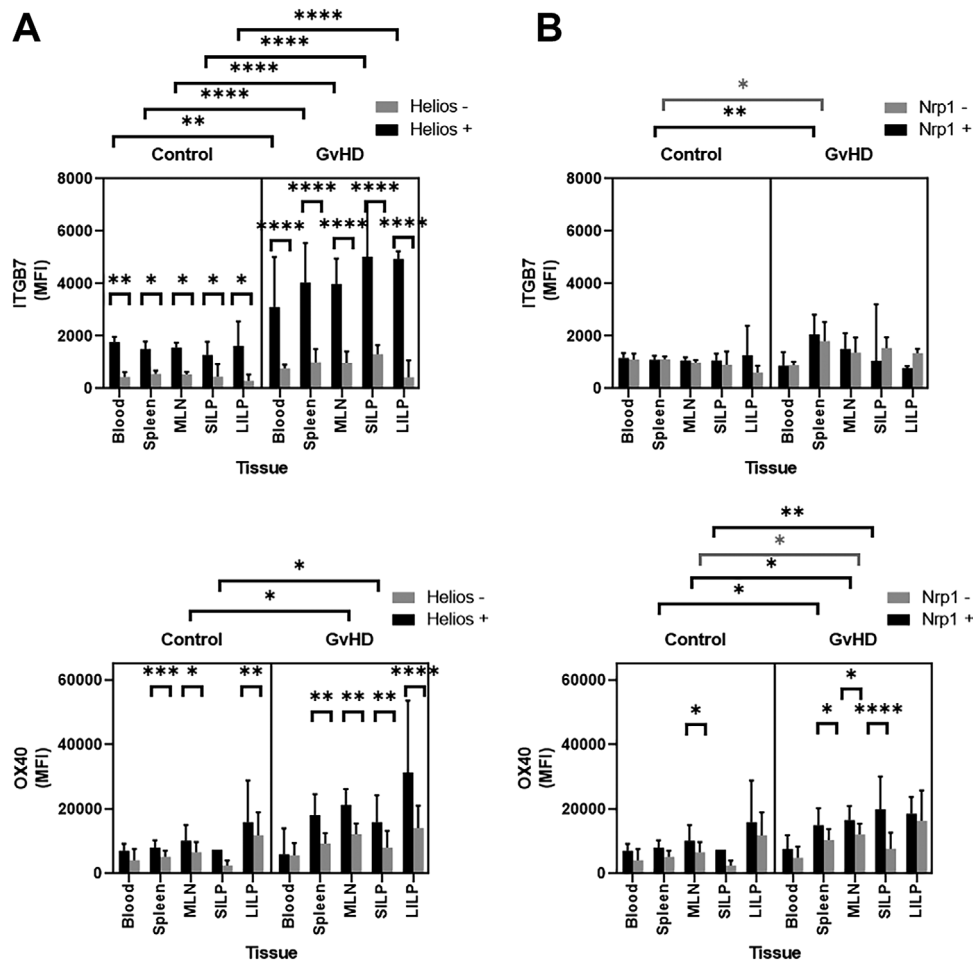 A
B
****
****
****
****
**
Helios -
Helios +
Control
GvHD
8000
6000
4000
2000
0
ITGB7
(MFI)
**
*
*
*
*
****
****
****
****
****
Blood
Spleen
MLN
SILP
LILP
Blood
Spleen
MLN
SILP
LILP
Tissue
*
**
Nrp1 -
Nrp1 +
Control
GvHD
8000
6000
4000
2000
0
ITGB7
(MFI)
Blood
Spleen
MLN
SILP
LILP
Blood
Spleen
MLN
SILP
LILP
Tissue
*
*
Helios -
Helios +
Control
GvHD
60000
40000
20000
0
OX40
(MFI)
***
*
**
**
**
**
****
Blood
Spleen
MLN
SILP
LILP
Blood
Spleen
MLN
SILP
LILP
Tissue
**
*
*
*
Nrp1 -
Nrp1 +
Control
GvHD
60000
40000
20000
0
OX40
(MFI)
*
*
*
****
Blood
Spleen
MLN
SILP
LILP
Blood
Spleen
MLN
SILP
LILP
Tissue